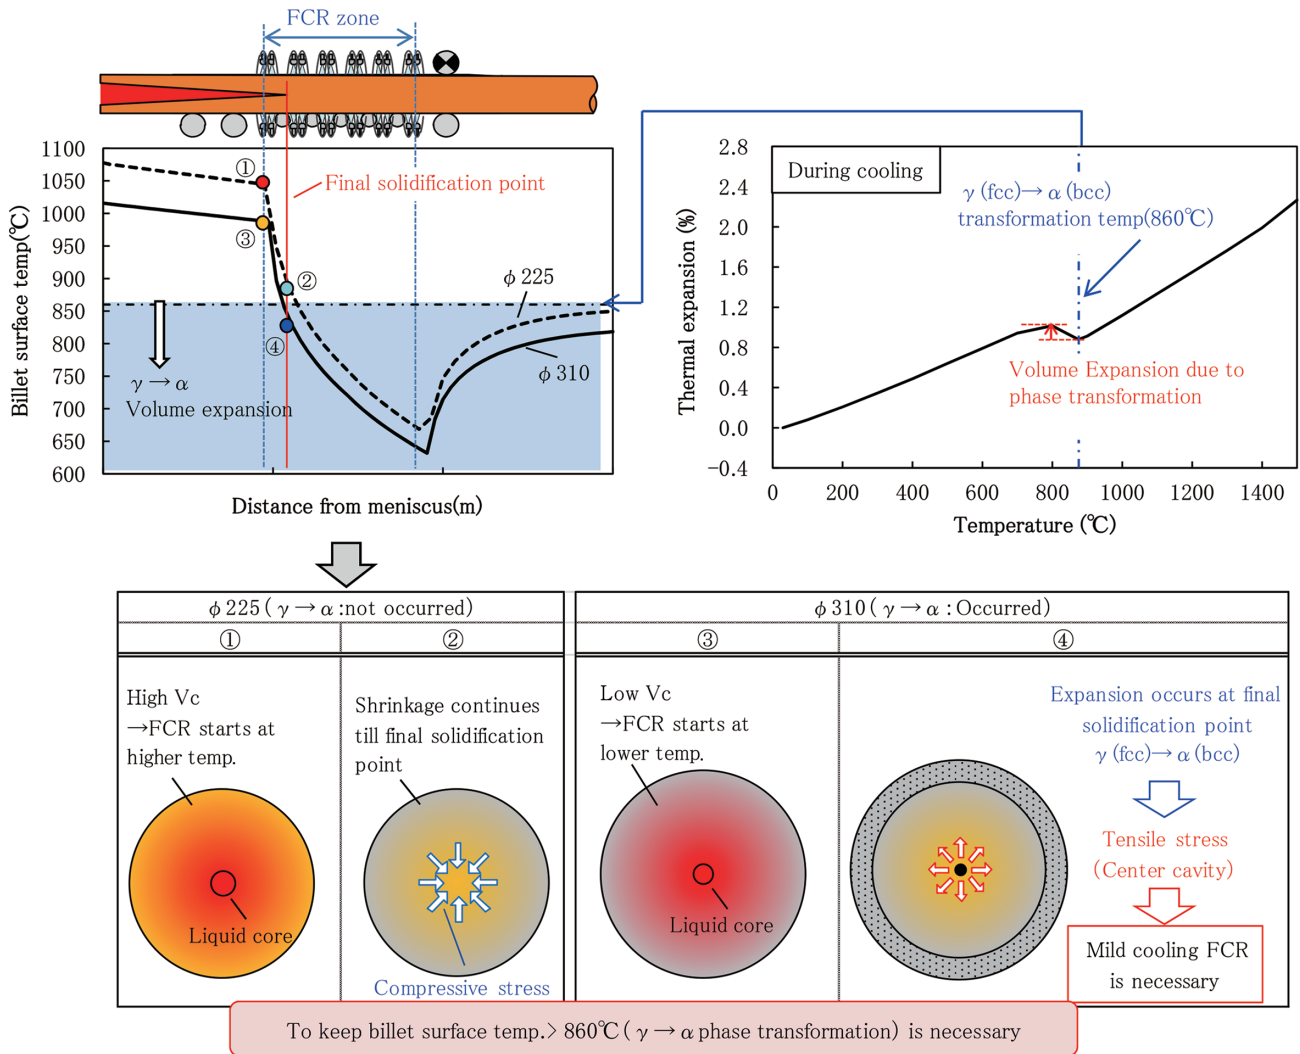 FCR zone
1100
1050
1000
950
900
850
800
750
700
650
600
Billet surface temp(℃)
①
②
③
④
Final solidification point
φ 225
φ 310
γ → α
Volume expansion
Distance from meniscus(m)
2.8
2.4
2.0
1.6
1.2
0.8
0.4
0.0
−0.4
Thermal expansion (%)
During cooling
γ (fcc)→ α (bcc)
transformation temp(860℃)
Volume Expansion due to
phase transformation
0
200
400
600
800
1000
1200
1400
Temperature (℃)
φ 225 ( γ → α :not occurred)
①
②
High Vc
→FCR starts at
higher temp.
Liquid core
Shrinkage continues
till final solidification
point
Compressive stress
φ 310 ( γ → α : Occurred)
③
④
Low Vc
→FCR starts at
lower temp.
Liquid core
Expansion occurs at final
solidification point
γ (fcc)→ α (bcc)
Tensile stress
(Center cavity)
Mild cooling FCR
is necessary
To keep billet surface temp.> 860℃ ( γ → α phase transformation) is necessary